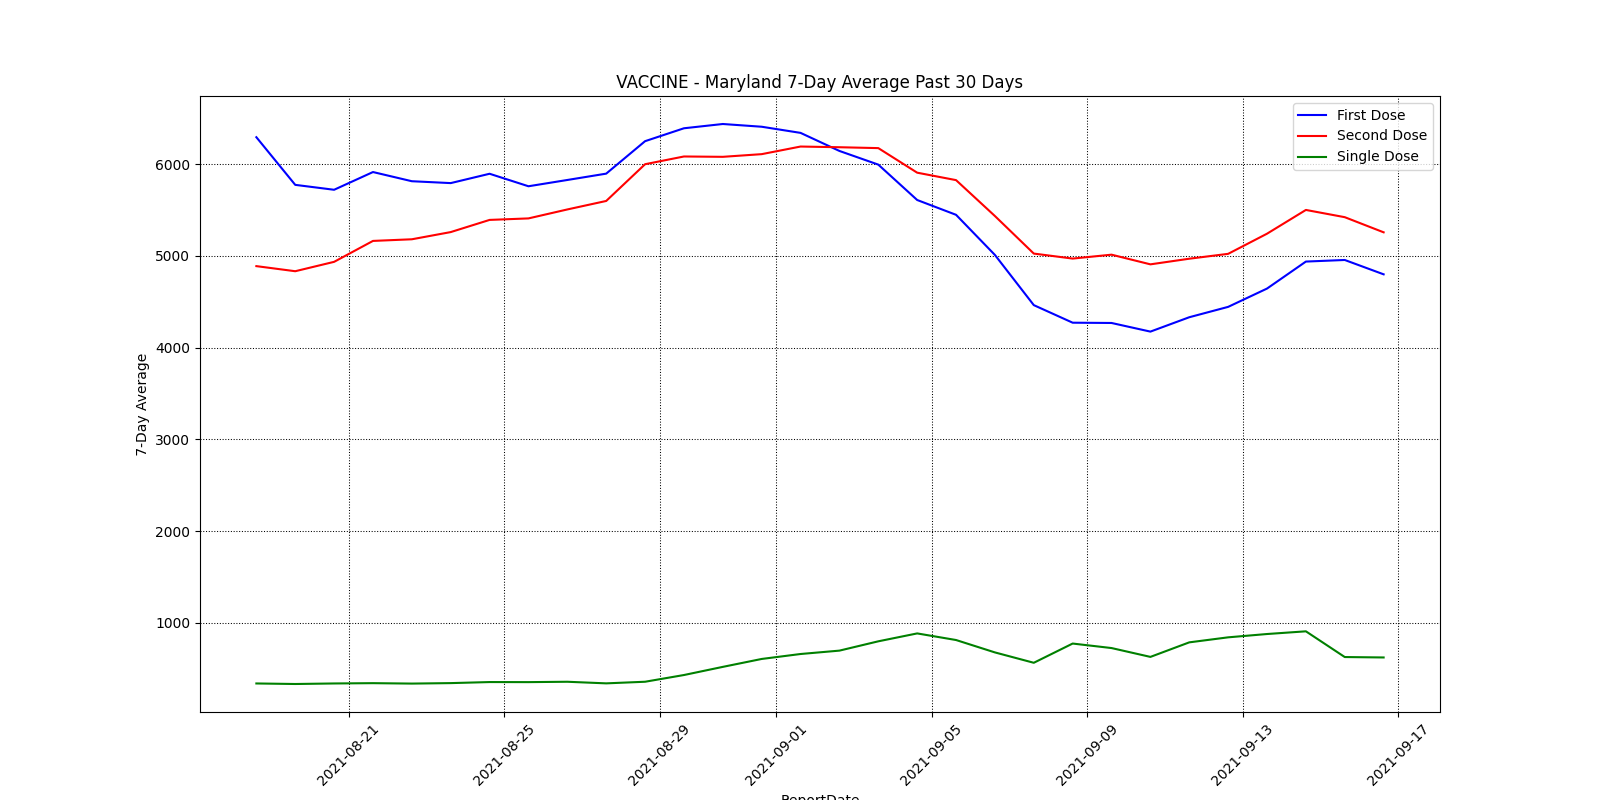 VACCINE - Maryland 7-Day Average Past 30 Days
First Dose
Second Dose
Single Dose
7-Day Average
6000
5000
4000
3000
2000
1000
2021-08-21
2021-08-25
2021-08-29
2021-09-01
2021-09-05
2021-09-09
2021-09-13
2021-09-17
ReportDate